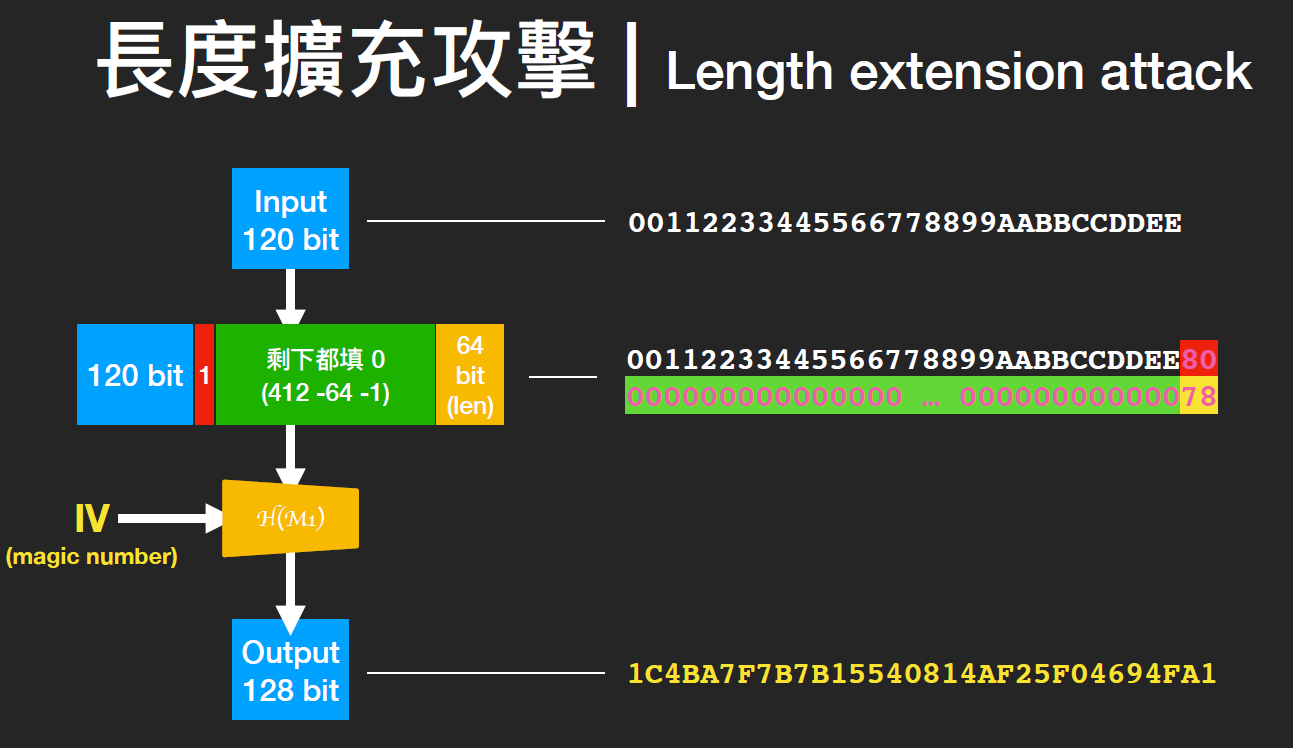 長度擴充攻擊 | Length extension attack
Input
120 bit
00112233445566778899AABBCCDDEE
120 bit
1
剩下都填 0
(412 -64 -1)
64
bit
(len)
00112233445566778899AABBCCDDEE80
000000000000000 … 00000000000078
IV
(magic number)
ℋ(ℳ1)
Output
128 bit
1C4BA7F7B7B15540814AF25F04694FA1